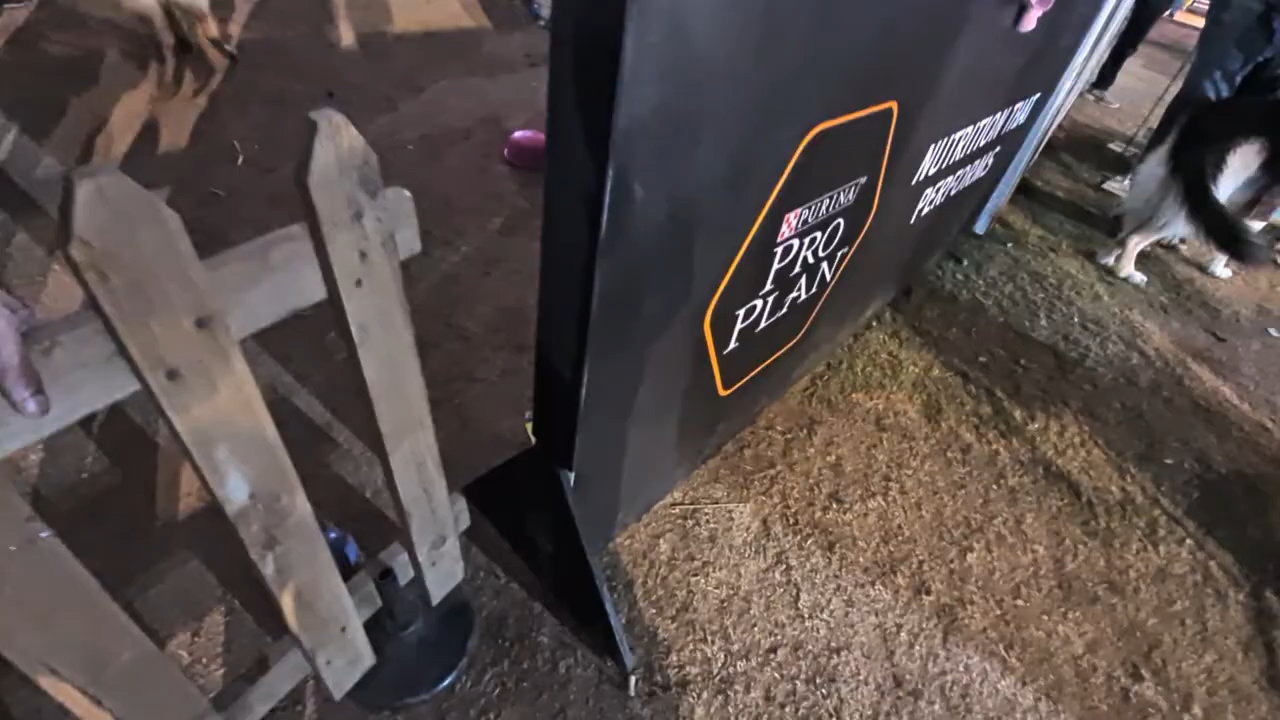 PURINA
PRO
PLAN
NUTRITION THAT
PERFORMS